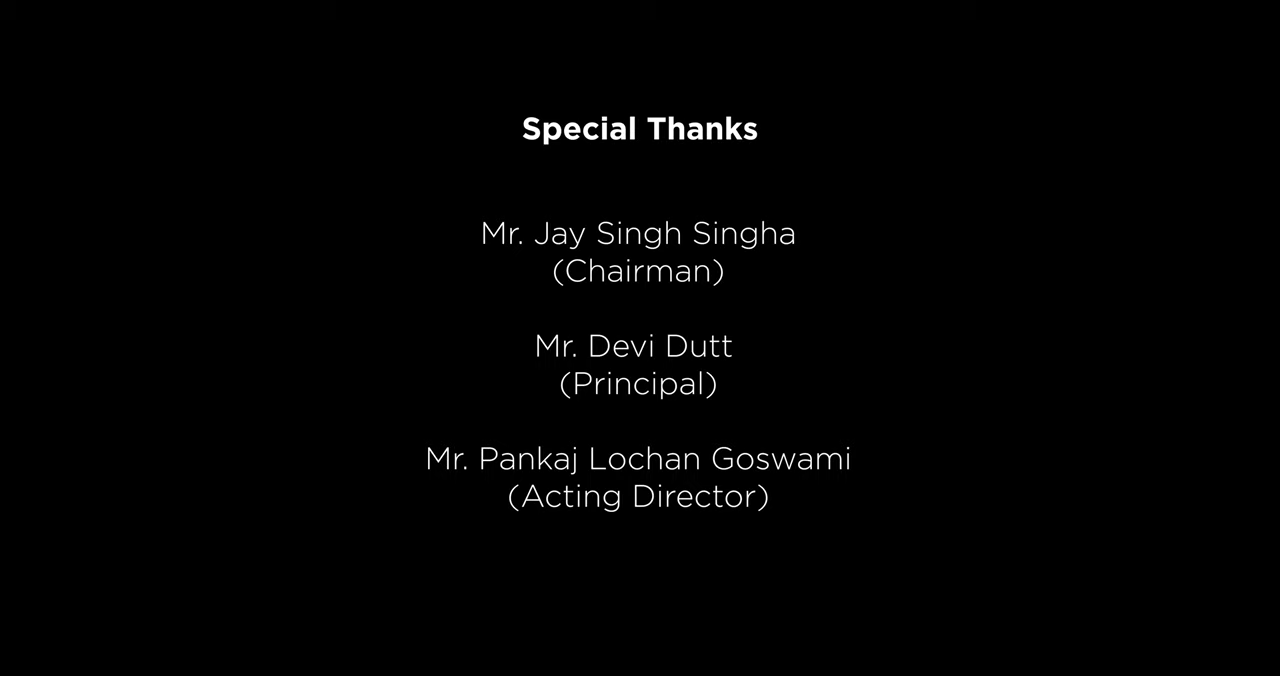 Special Thanks
Mr. Jay Singh Singha
(Chairman)
Mr. Devi Dutt
(Principal)
Mr. Pankaj Lochan Goswami
(Acting Director)